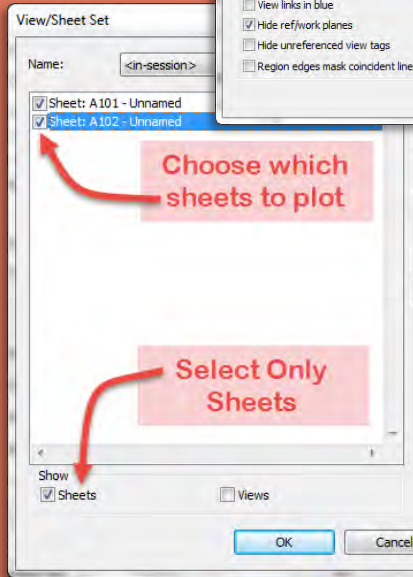 View links in blue
View/Sheet Set
Hide ref/work planes
Hide unreferenced view tags
Name:
<in-session>
Region edges mask coincident line
Sheet: A101 - Unnamed
Sheet: A102 - Unnamed
Choose which
sheets to plot
Select Only
Sheets
Show
Sheets
Views
OK
Cancel